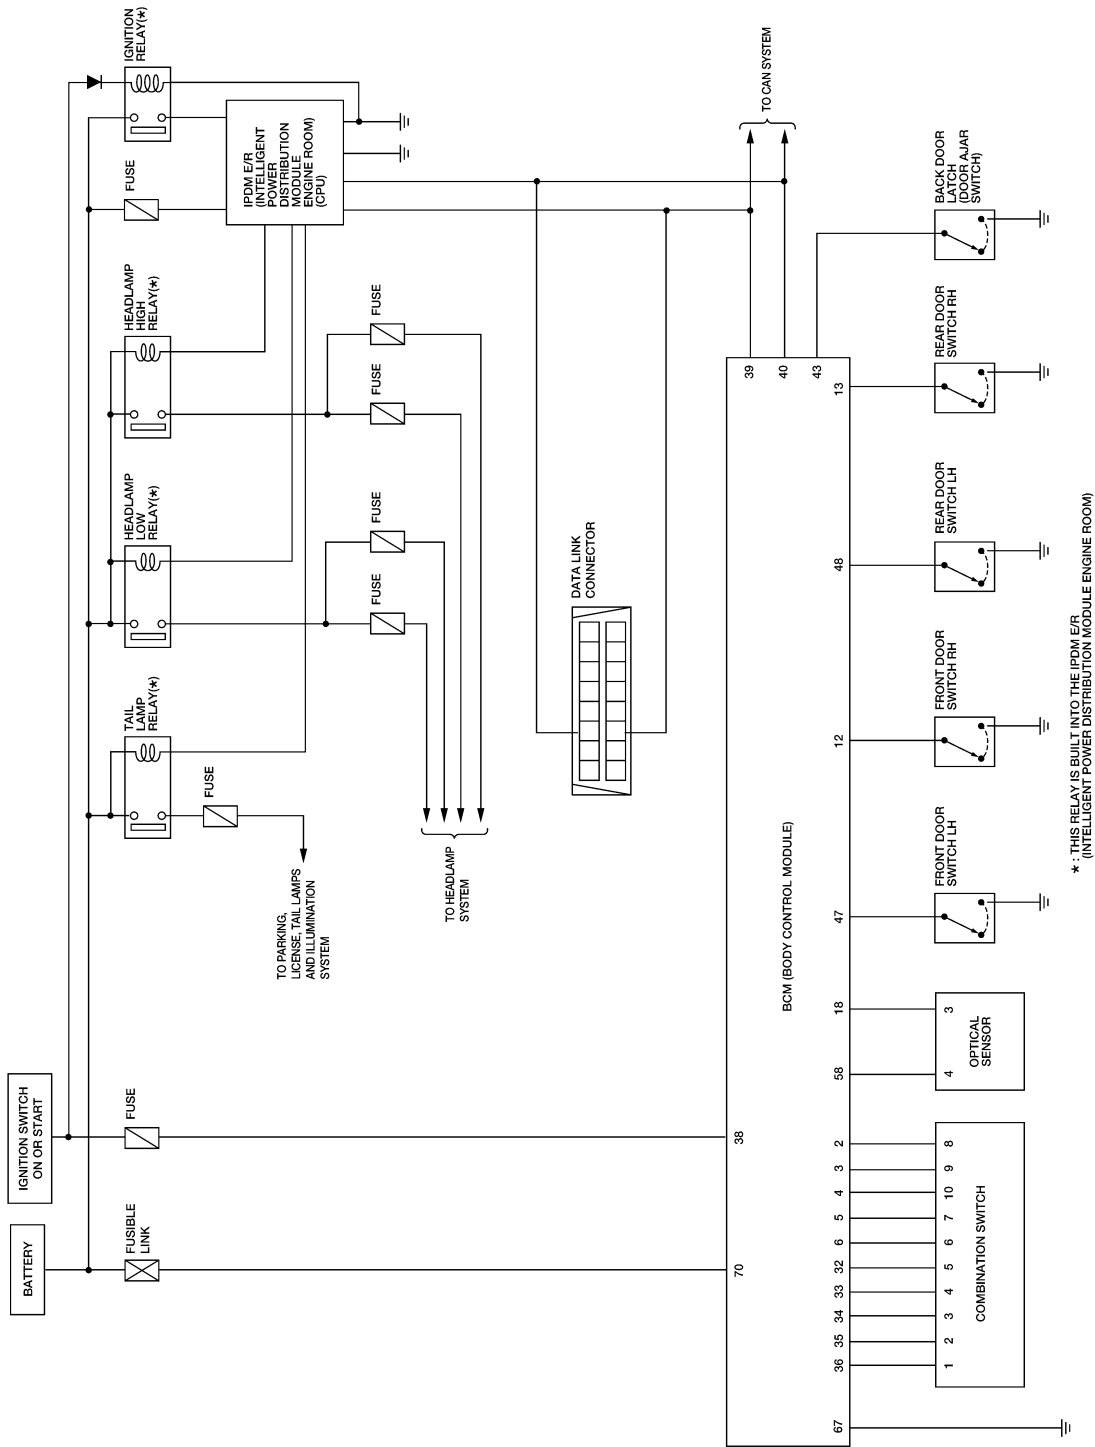 BATTERY
IGNITION SWITCH
ON OR START
FUSIBLE
LINK
FUSE
TAIL
LAMP
RELAY(*)
FUSE
TO PARKING,
LICENSE, TAIL LAMPS
AND ILLUMINATION
SYSTEM
HEADLAMP
LOW
RELAY(*)
HEADLAMP
HIGH
RELAY(*)
FUSE
IGNITION
RELAY(*)
IPDM E/R
(INTELLIGENT
POWER
DISTRIBUTION
MODULE
ENGINE ROOM)
(CPU)
FUSE
FUSE
FUSE
FUSE
TO HEADLAMP
SYSTEM
DATA LINK
CONNECTOR
TO CAN SYSTEM
70
38
39
40
43
BCM (BODY CONTROL MODULE)
67
36
35
34
33
32
6
5
4
3
2
58
18
47
12
48
13
1
2
3
4
5
6
7
10
9
8
COMBINATION SWITCH
4
3
OPTICAL
SENSOR
FRONT DOOR
SWITCH LH
FRONT DOOR
SWITCH RH
REAR DOOR
SWITCH LH
REAR DOOR
SWITCH RH
BACK DOOR
LATCH
(DOOR AJAR
SWITCH)
* : THIS RELAY IS BUILT INTO THE IPDM E/R
(INTELLIGENT POWER DISTRIBUTION MODULE ENGINE ROOM)